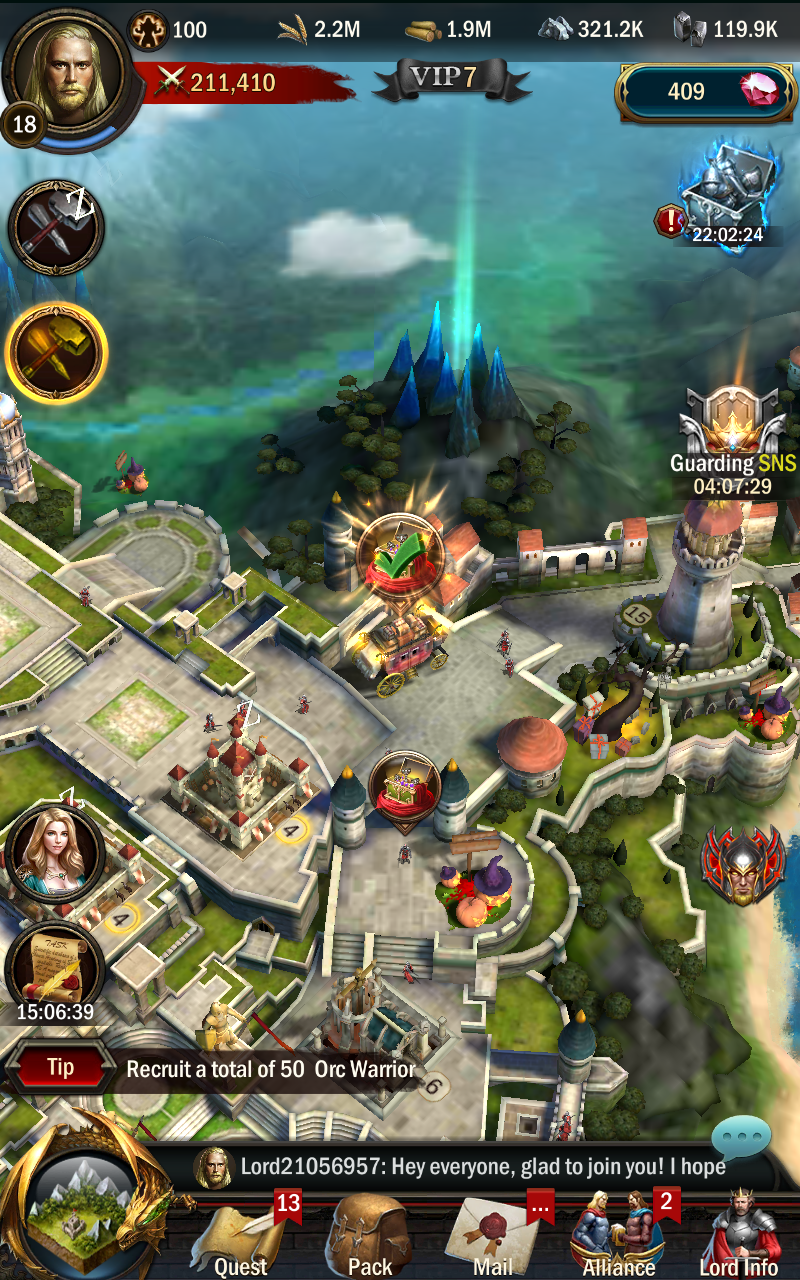 100
2.2M
1.9M
321.2K
119.9K
211,410
VIP7
409
18
Z
22:02:24
Guarding SNS
04:07:29
15
Z
4
Z
4
TASK
15:06:39
Tip
Recruit a total of 50 Orc Warrior
6
Lord21056957: Hey everyone, glad to join you! I hope
13
...
2
Quest
Pack
Mail
Alliance
Lord Info